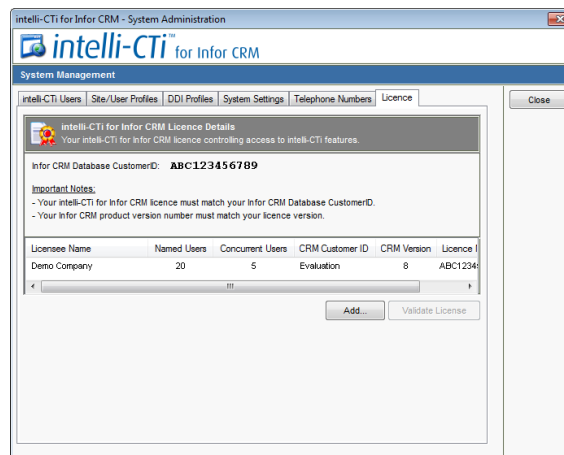 intelli-CTi for Infor CRM - System Administration
intelli-CTi™ for Infor CRM
System Management
intelli-CTi Users Site/User Profiles DDI Profiles System Settings Telephone Numbers Licence
Close
intelli-CTi for Infor CRM Licence Details
Your intelli-CTi for Infor CRM licence controlling access to intelli-CTi features.
Infor CRM Database CustomerID: ABC123456789
Important Notes:
- Your intelli-CTi for Infor CRM licence must match your Infor CRM Database CustomerID.
- Your Infor CRM product version number must match your licence version.
Licensee Name Named Users Concurrent Users CRM Customer ID CRM Version Licence I
Demo Company 20 5 Evaluation 8 ABC1234
Add... Validate License